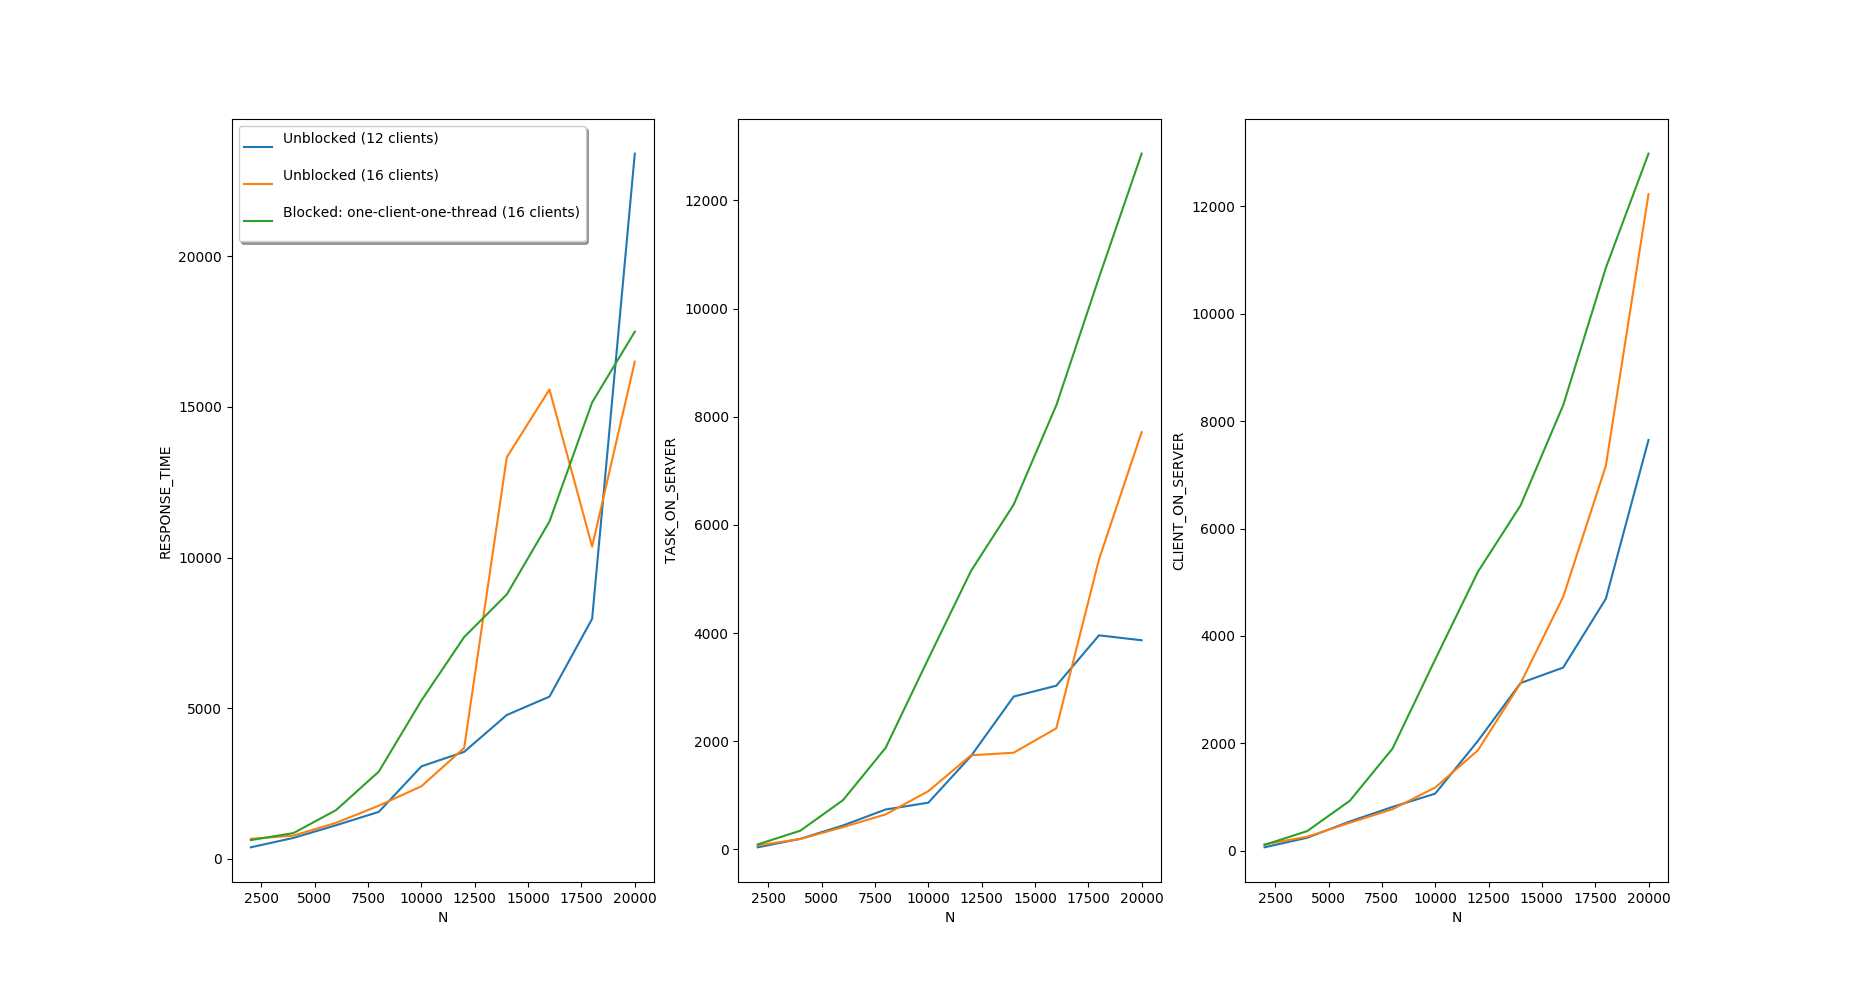 Unblocked (12 clients)
Unblocked (16 clients)
Blocked: one-client-one-thread (16 clients)
RESPONSE_TIME
20000
15000
10000
5000
0
2500 5000 7500 10000 12500 15000 17500 20000
N
TASK_ON_SERVER
12000
10000
8000
6000
4000
2000
0
2500 5000 7500 10000 12500 15000 17500 20000
N
CLIENT_ON_SERVER
12000
10000
8000
6000
4000
2000
0
2500 5000 7500 10000 12500 15000 17500 20000
N